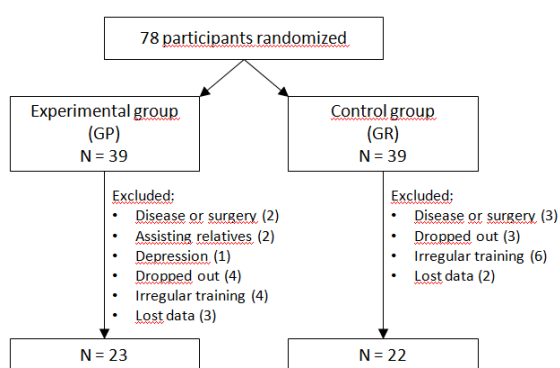 78 participants randomized
Experimental group
(GP)
N = 39
Control group
(GR)
N = 39
Excluded:
• Disease or surgery (2)
• Assisting relatives (2)
• Depression (1)
• Dropped out (4)
• Irregular training (4)
• Lost data (3)
Excluded:
• Disease or surgery (3)
• Dropped out (3)
• Irregular training (6)
• Lost data (2)
N = 23
N = 22